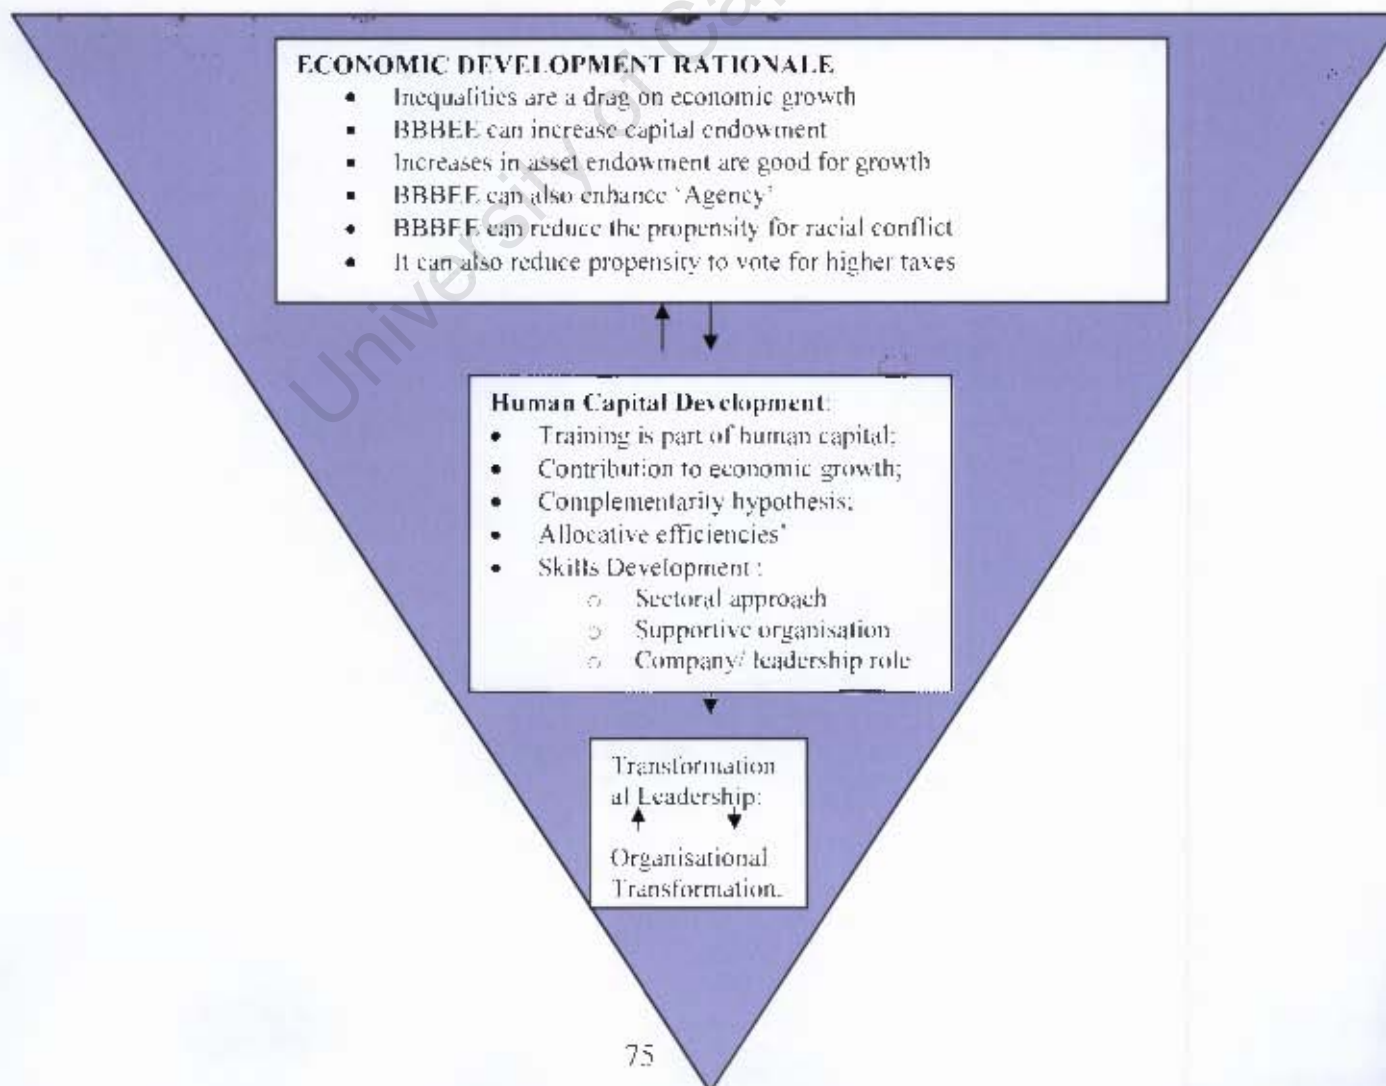 ECONOMIC DEVELOPMENT RATIONALE
• Inequalities are a drag on economic growth
▪ BBBEE can increase capital endowment
▪ Increases in asset endowment are good for growth
▪ BBBEE can also enhance ‘Agency’
• BBBEE can reduce the propensity for racial conflict
• It can also reduce propensity to vote for higher taxes
Human Capital Development:
• Training is part of human capital;
• Contribution to economic growth;
• Complementarity hypothesis;
• Allocative efficiencies’
• Skills Development :
○ Sectoral approach
○ Supportive organisation
○ Company/ leadership role
Transformation
al Leadership:
Organisational
Transformation.
75
University of Ca